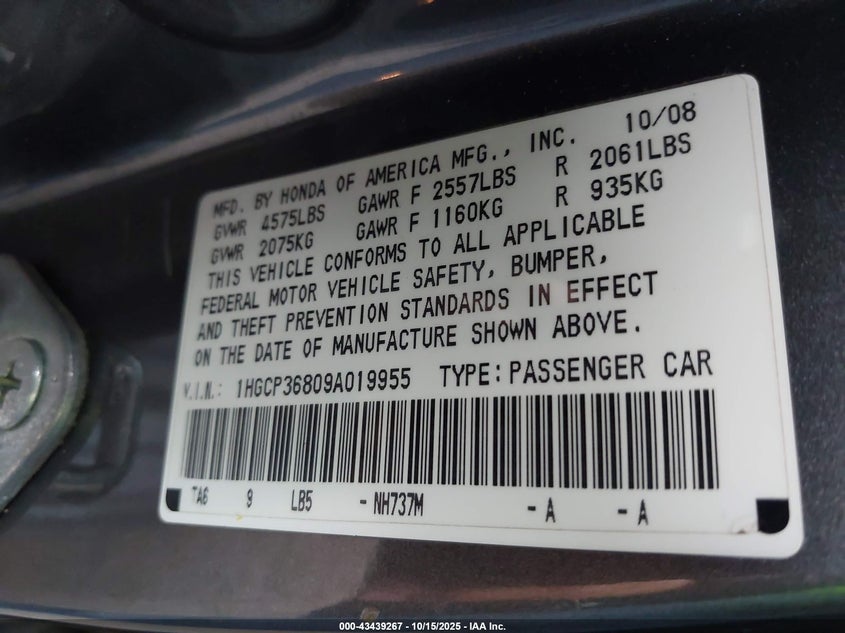 MFD. BY HONDA OF AMERICA MFG., INC. 10/08
GVWR 4575LBS GAWR F 2557LBS R 2061LBS
GVWR 2075KG GAWR F 1160KG R 935KG
THIS VEHICLE CONFORMS TO ALL APPLICABLE
FEDERAL MOTOR VEHICLE SAFETY, BUMPER,
AND THEFT PREVENTION STANDARDS IN EFFECT
ON THE DATE OF MANUFACTURE SHOWN ABOVE.
V.I.N.: 1HGCP36809A019955 TYPE: PASSENGER CAR
TA6 9 LB5 - NH737M - A - A
000-43439267 - 10/15/2025 - IAA Inc.